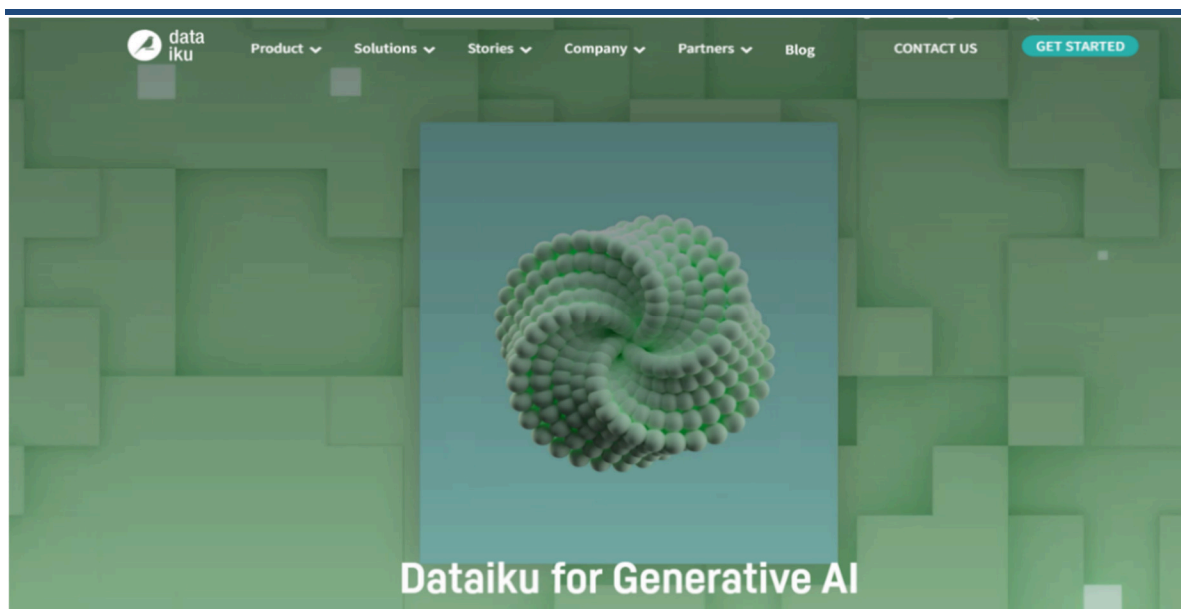 data
iku
Product Solutions Stories Company Partners Blog CONTACT US GET STARTED
Dataiku for Generative AI